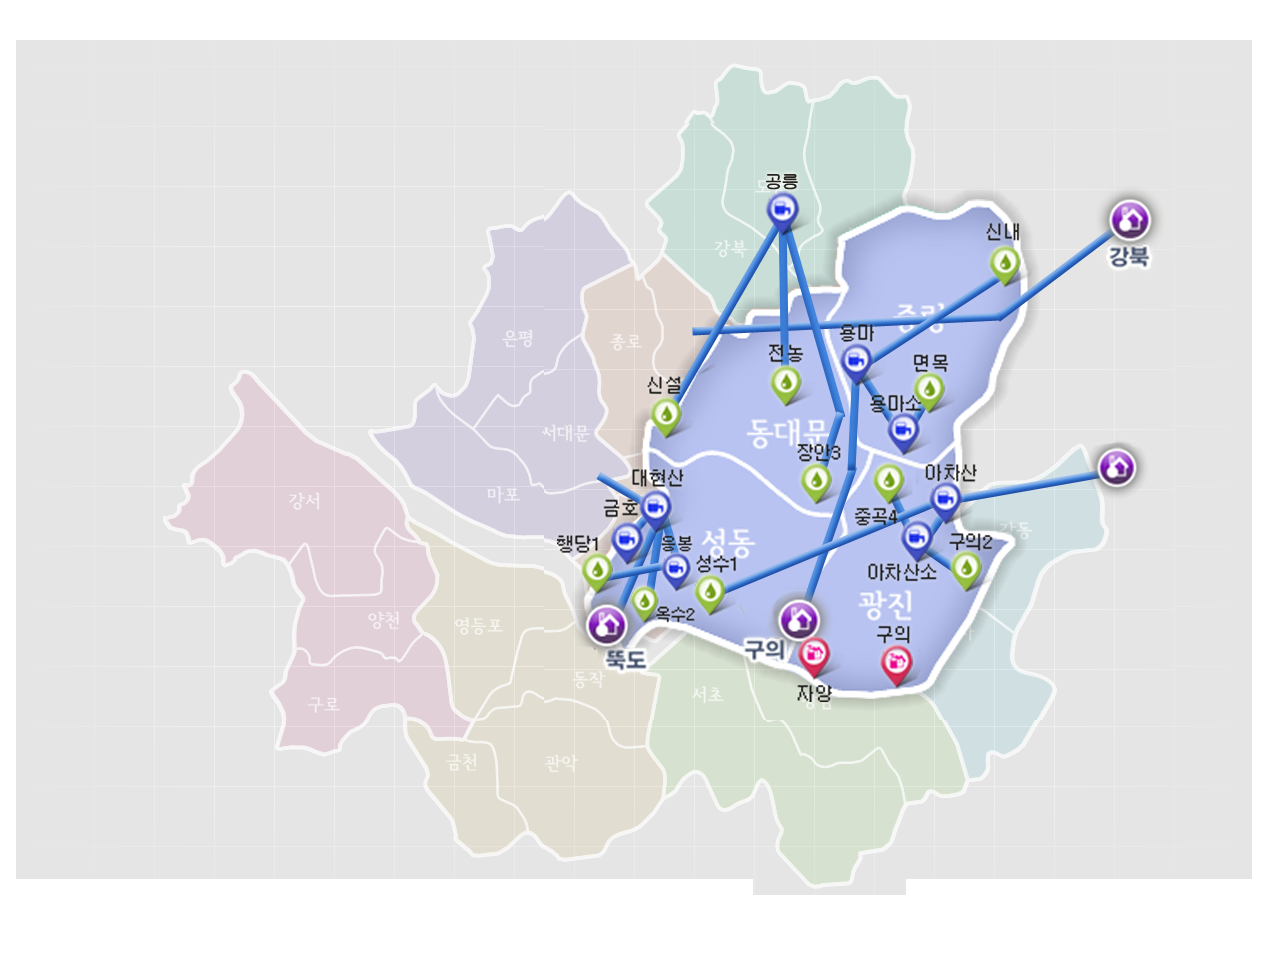 공릉
강북
신내
강북
중랑
은평
종로
용마
전농
면목
신설
용마소
서대문
동대문
장안3
아차산
대현산
마포
강서
금호
중곡4
강동
행당1
응봉
성동
구의2
성수1
아차산소
광진
옥수2
양천
영등포
구의
뚝도
구의
동작
서초
자양
강남
구로
금천
관악